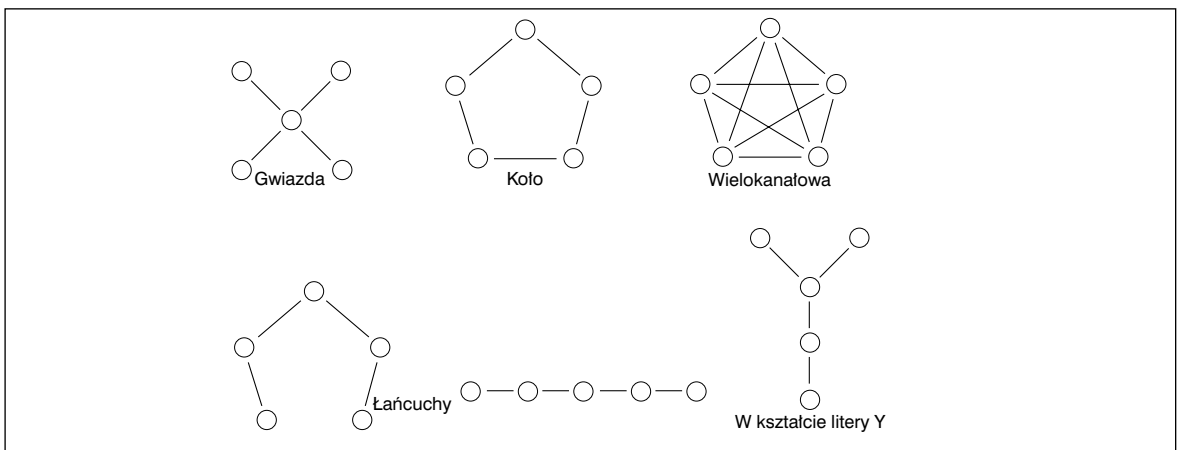 Gwiazda
Koło
Wielokanałowa
Łańcuchy
W kształcie litery Y